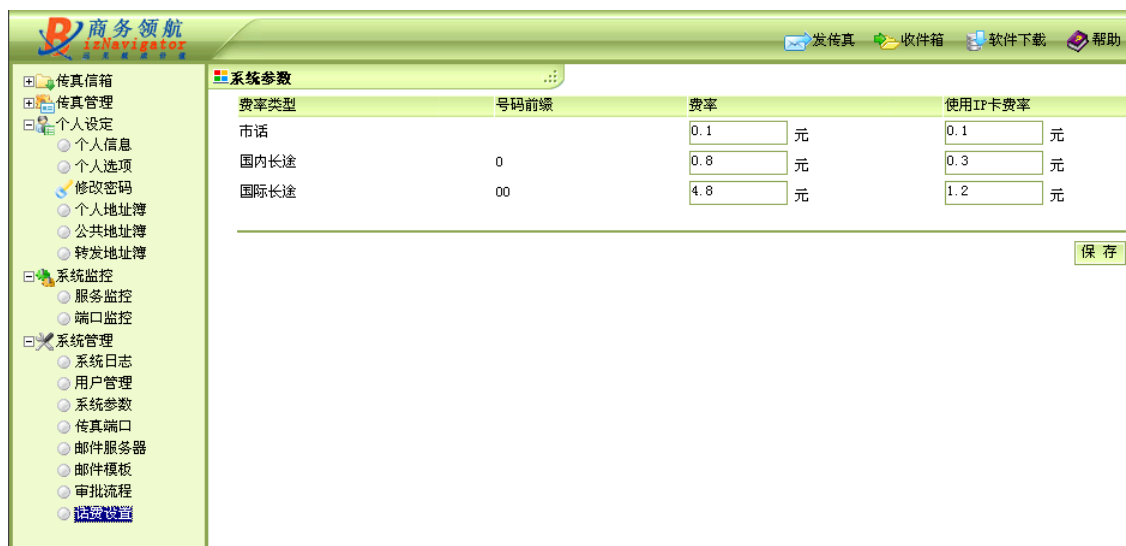 商务领航
BizNavigator
远见成就价值
发传真 收件箱 软件下载 帮助
传真信箱
传真管理
个人设定
个人信息
个人选项
修改密码
个人地址簿
公共地址簿
转发地址簿
系统监控
服务监控
端口监控
系统管理
系统日志
用户管理
系统参数
传真端口
邮件服务器
邮件模板
审批流程
话费设置
系统参数
费率类型 号码前缀 费率 使用IP卡费率
市话 0.1 元 0.1 元
国内长途 0 0.8 元 0.3 元
国际长途 00 4.8 元 1.2 元
保 存